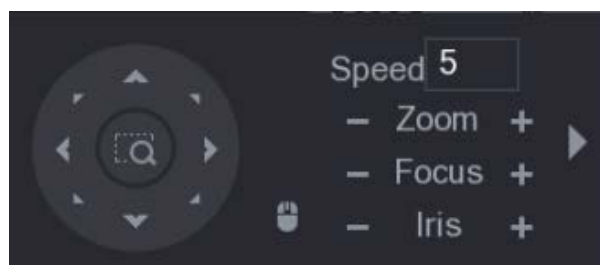 Speed 5
− Zoom +
− Focus +
− Iris +